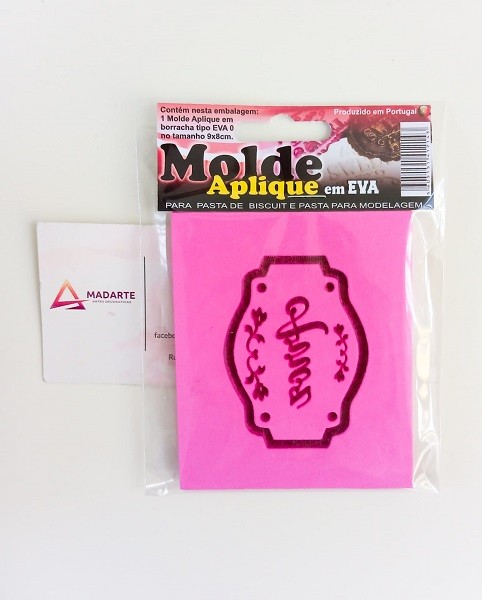 Contém nesta embalagem:
1 Molde Aplique em
borracha tipo EVA 0
no tamanho 9x8cm.
Produzido em Portugal
Molde
Aplique em EVA
PARA PASTA DE BISCUIT E PASTA PARA MODELAGEM
MADARTE